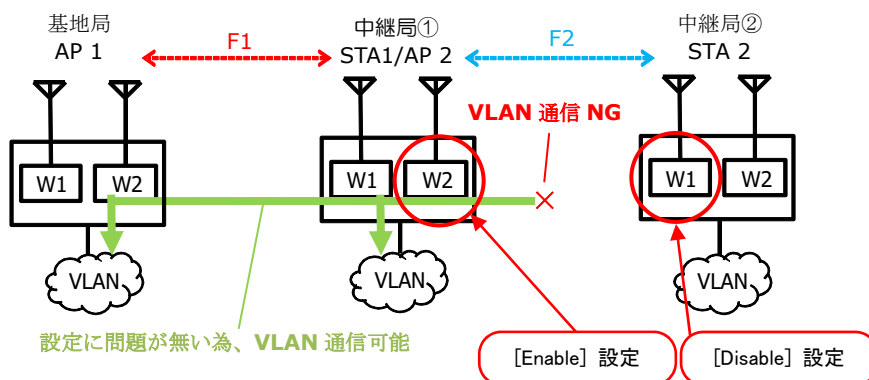 基地局
AP 1
F1
中継局①
STA1/AP 2
F2
中継局②
STA 2
VLAN 通信 NG
W1
W2
W1
W2
W1
W2
VLAN
VLAN
VLAN
設定に問題が無い為、VLAN 通信可能
[Enable] 設定
[Disable] 設定